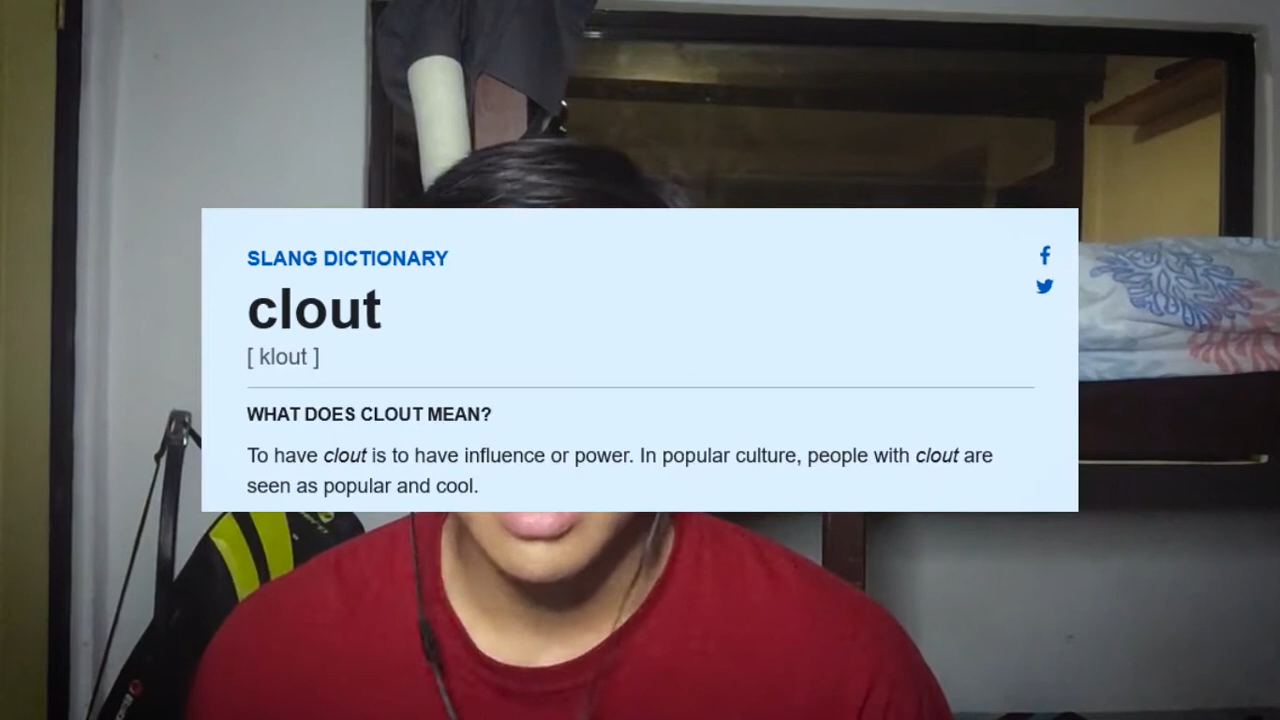 SLANG DICTIONARY
clout
[ klout ]
WHAT DOES CLOUT MEAN?
To have clout is to have influence or power. In popular culture, people with clout are
seen as popular and cool.